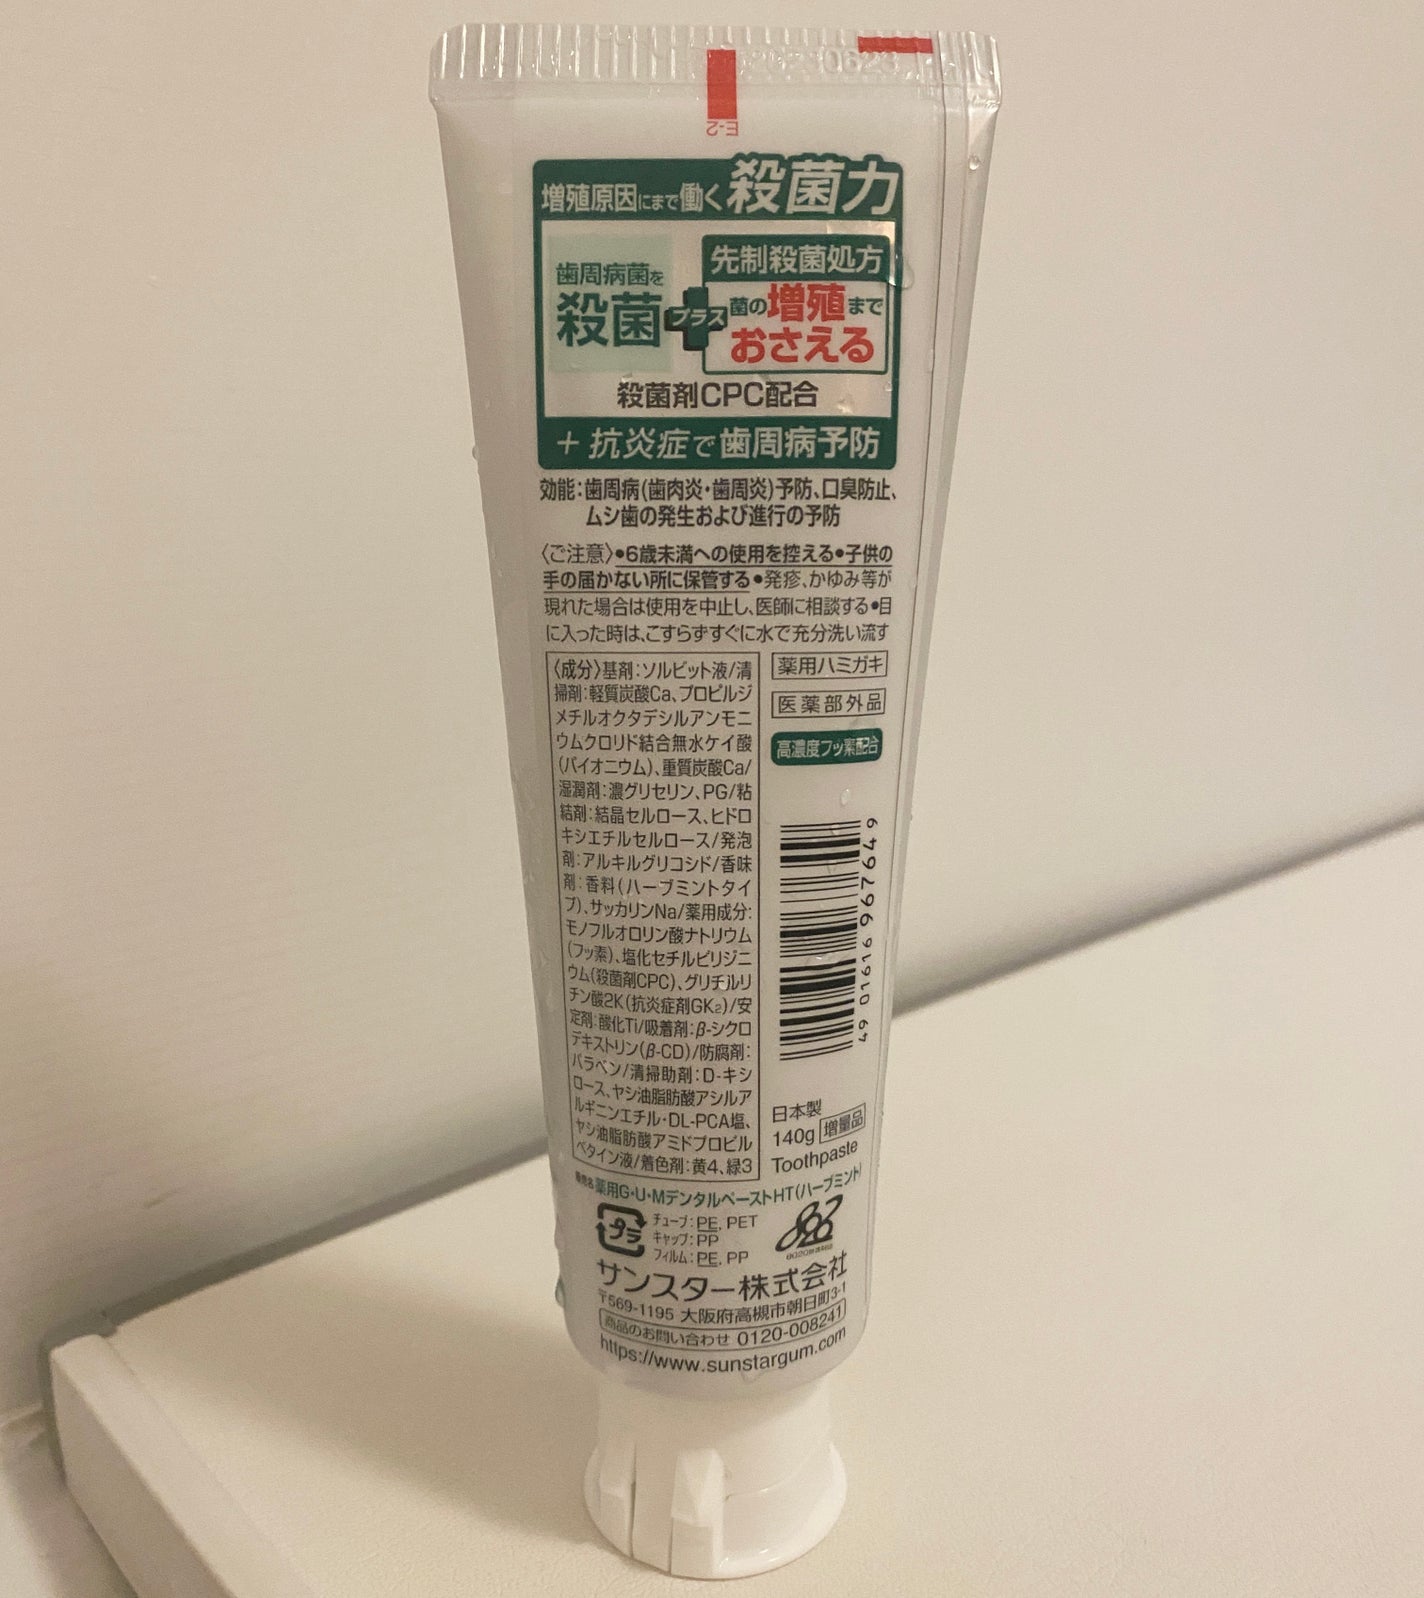 E-2
増殖原因にまで働く殺菌力
歯周病菌を
殺菌
プラス
先制殺菌処方
菌の増殖まで
おさえる
殺菌剤CPC配合
+抗炎症で歯周病予防
効能:歯周病(歯肉炎・歯周炎)予防、口臭防止、
ムシ歯の発生および進行の予防
〈ご注意〉●6歳未満への使用を控える●子供の
手の届かない所に保管する●発疹、かゆみ等が
現れた場合は使用を中止し、医師に相談する●目
に入った時は、こすらずすぐに水で充分洗い流す
〈成分〉基剤:ソルビット液/清
掃剤:軽質炭酸Ca、プロピルジ
メチルオクタデシルアンモニ
ウムクロリド結合無水ケイ酸
(バイオニウム)、重質炭酸Ca/
湿潤剤:濃グリセリン、PG/粘
結剤:結晶セルロース、ヒドロ
キシエチルセルロース/発泡
剤:アルキルグリコシド/香味
剤:香料(ハーブミントタイ
プ)、サッカリンNa/薬用成分:
モノフルオロリン酸ナトリウム
(フッ素)、塩化セチルピリジニ
ウム(殺菌剤CPC)、グリチルリ
チン酸2K(抗炎症剤GK2)/安
定剤:酸化Ti/吸着剤:β-シクロ
デキストリン(β-CD)/防腐剤:
パラベン/清掃助剤:D-キシ
ロース、ヤシ油脂肪酸アシルア
ルギニンエチル・DL-PCA塩、
ヤシ油脂肪酸アミドプロピル
ベタイン液/着色剤:黄4、緑3
薬用ハミガキ
医薬部外品
高濃度フッ素配合
4901616997649
日本製
140g 増量品
Toothpaste
販売名 薬用G・U・MデンタルペーストHT(ハーブミント)
プラ
チューブ:PE, PET
キャップ:PP
フィルム:PE, PP
サンスター株式会社
〒569-1195 大阪府高槻市朝日町3-1
商品のお問い合わせ 0120-008241
https://www.sunstargum.com